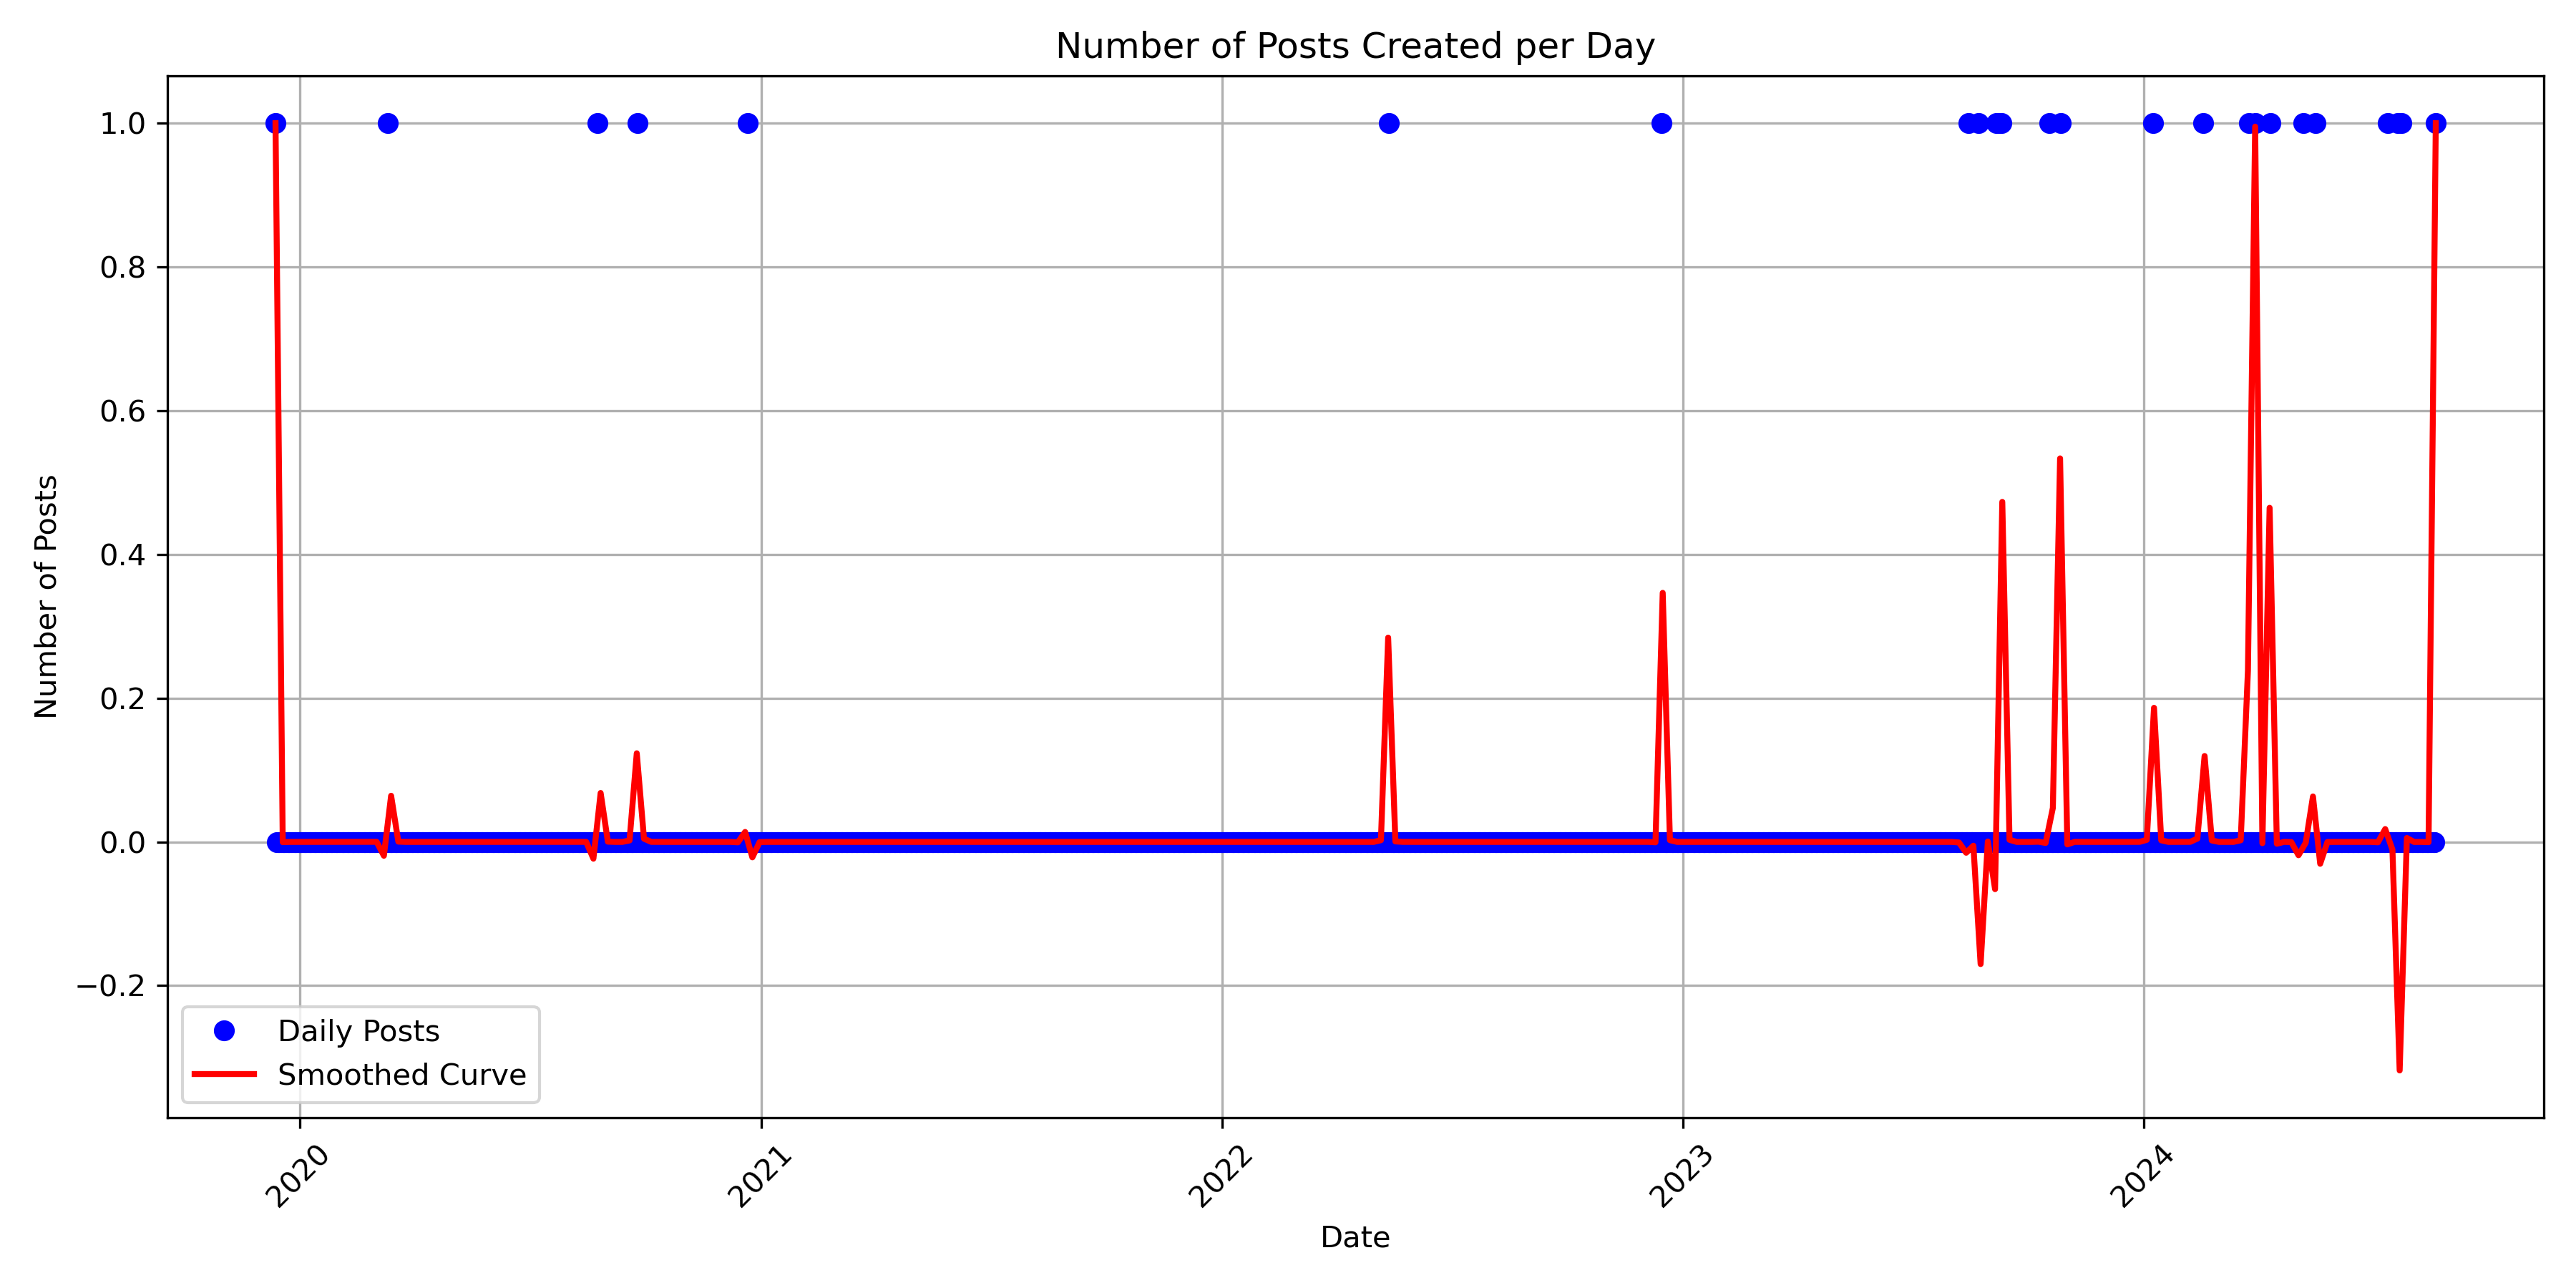 Number of Posts Created per Day
Number of Posts
1.0
0.8
0.6
0.4
0.2
0.0
−0.2
Daily Posts
Smoothed Curve
2020
2021
2022
2023
2024
Date